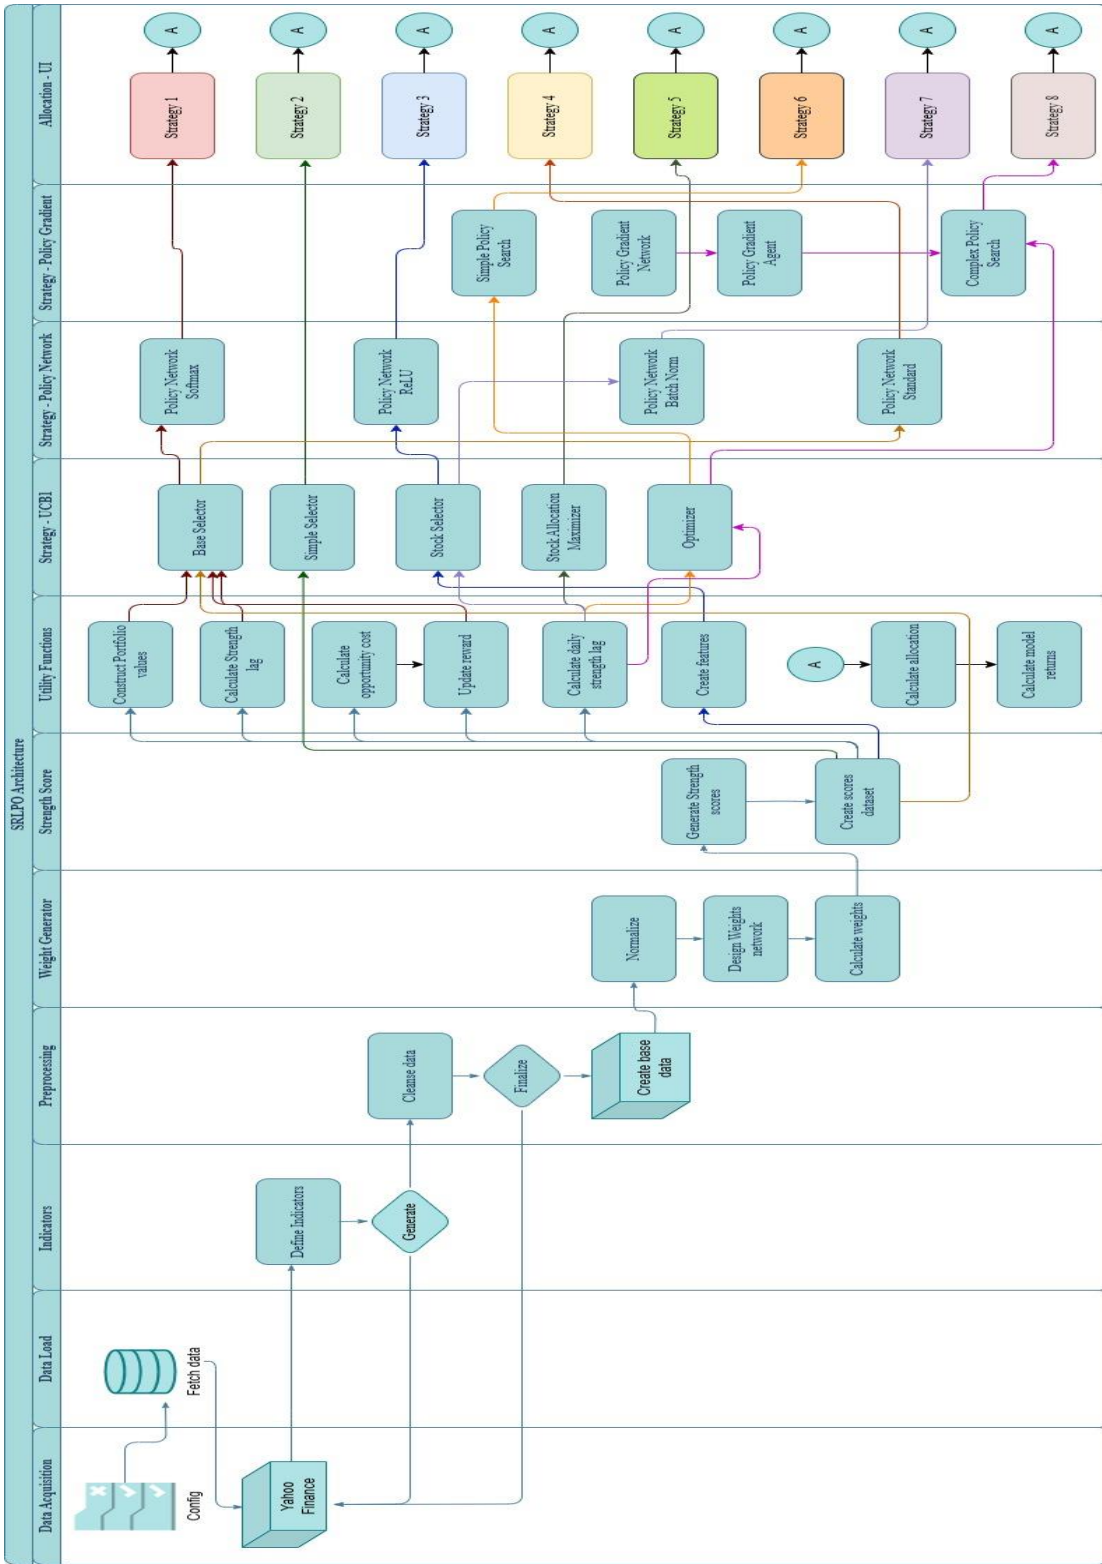 SRLPO Architecture
Data Acquisition
Data Load
Indicators
Preprocessing
Weight Generator
Strength Score
Utility Functions
Strategy - UCB1
Strategy - Policy Network
Strategy - Policy Gradient
Allocation - UI
Config
Yahoo
Finance
Fetch data
Define Indicators
Generate
Cleanse data
Finalize
Create base
data
Normalize
Design Weights
network
Calculate weights
Generate Strength
scores
Create scores
dataset
Construct Portfolio
values
Calculate Strength
lag
Calculate
opportunity cost
Update reward
Calculate daily
strength lag
Create features
A
Calculate allocation
Calculate model
returns
Base Selector
Simple Selector
Stock Selector
Stock Allocation
Maximizer
Optimizer
Policy Network
Softmax
Policy Network
ReLU
Policy Network
Batch Norm
Policy Network
Standard
Simple Policy
Search
Policy Gradient
Network
Policy Gradient
Agent
Complex Policy
Search
Strategy 1
Strategy 2
Strategy 3
Strategy 4
Strategy 5
Strategy 6
Strategy 7
Strategy 8
A
A
A
A
A
A
A
A